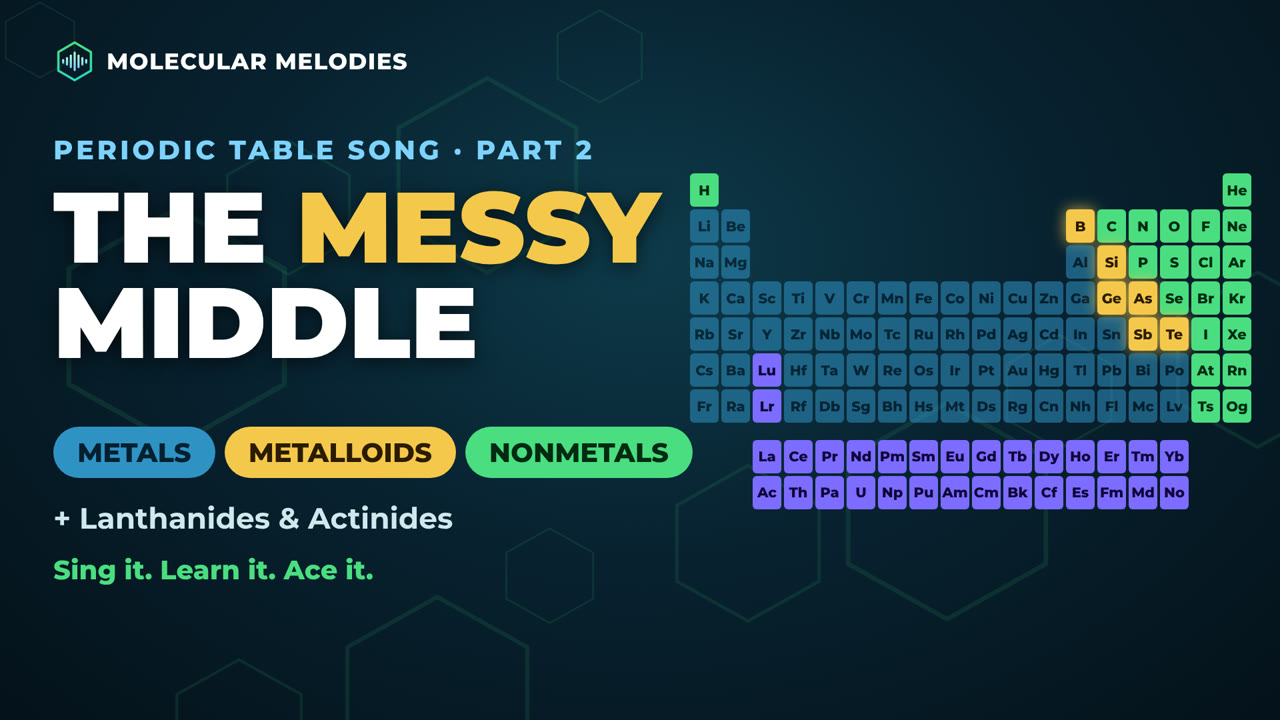 MOLECULAR MELODIES
PERIODIC TABLE SONG · PART 2
THE MESSY
MIDDLE
METALS METALLOIDS NONMETALS
+ Lanthanides & Actinides
Sing it. Learn it. Ace it.
H He
Li Be B C N O F Ne
Na Mg Al Si P S Cl Ar
K Ca Sc Ti V Cr Mn Fe Co Ni Cu Zn Ga Ge As Se Br Kr
Rb Sr Y Zr Nb Mo Tc Ru Rh Pd Ag Cd In Sn Sb Te I Xe
Cs Ba Lu Hf Ta W Re Os Ir Pt Au Hg Tl Pb Bi Po At Rn
Fr Ra Lr Rf Db Sg Bh Hs Mt Ds Rg Cn Nh Fl Mc Lv Ts Og
La Ce Pr Nd Pm Sm Eu Gd Tb Dy Ho Er Tm Yb
Ac Th Pa U Np Pu Am Cm Bk Cf Es Fm Md No